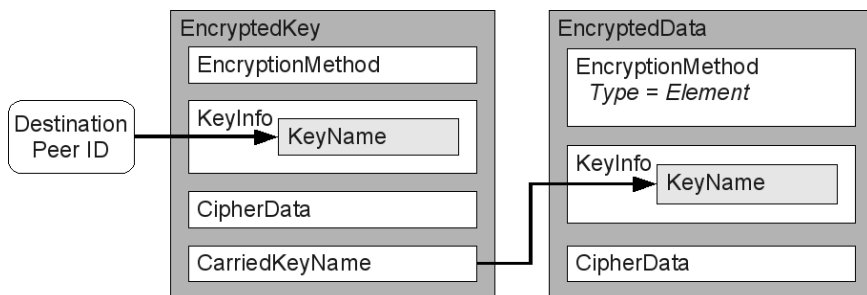 Destination
Peer ID
EncryptedKey
EncryptionMethod
KeyInfo
KeyName
CipherData
CarriedKeyName
EncryptedData
EncryptionMethod
Type = Element
KeyInfo
KeyName
CipherData